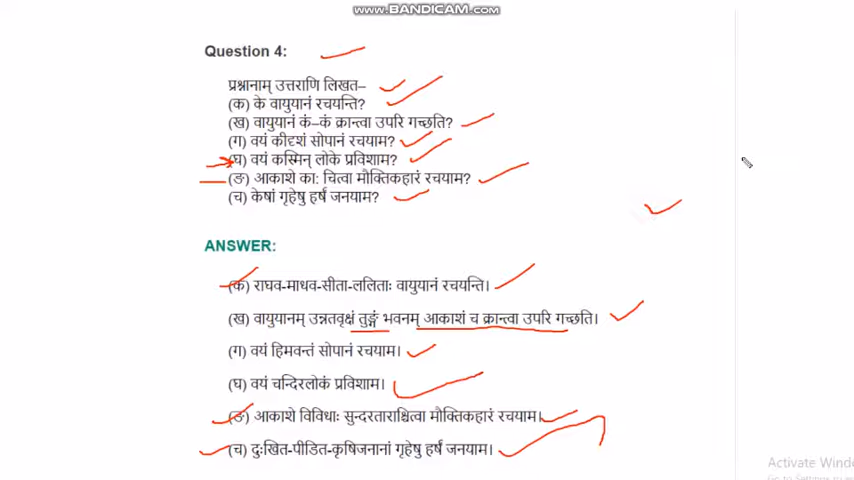 WWW.BANDICAM.COM
Question 4:
प्रश्नानाम् उत्तराणि लिखत–
(क) के वायुयानं रचयन्ति?
(ख) वायुयानं कं–कं क्रान्त्वा उपरि गच्छति?
(ग) वयं कीदृशं सोपानं रचयाम?
(घ) वयं कस्मिन् लोके प्रविशाम?
(ङ) आकाशे का: चित्वा मौक्तिकहारं रचयाम?
(च) केषां गृहेषु हर्षं जनयाम?
ANSWER:
(क) राघव-माधव-सीता-ललिताः वायुयानं रचयन्ति।
(ख) वायुयानम् उन्नतवृक्षं तुङ्गं भवनम् आकाशं च क्रान्त्वा उपरि गच्छति।
(ग) वयं हिमवन्तं सोपानं रचयाम।
(घ) वयं चन्दिरलोकं प्रविशाम।
(ङ) आकाशे विविधाः सुन्दरताराश्चित्वा मौक्तिकहारं रचयाम।
(च) दुःखित-पीडित-कृषिजनानां गृहेषु हर्षं जनयाम।
Activate Wind